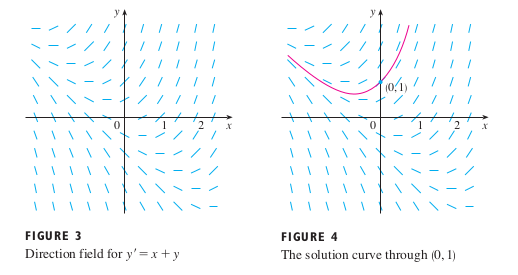 y
0
1
2
x
FIGURE 3
Direction field for y′ = x + y
y
(0, 1)
0
1
2
x
FIGURE 4
The solution curve through (0, 1)